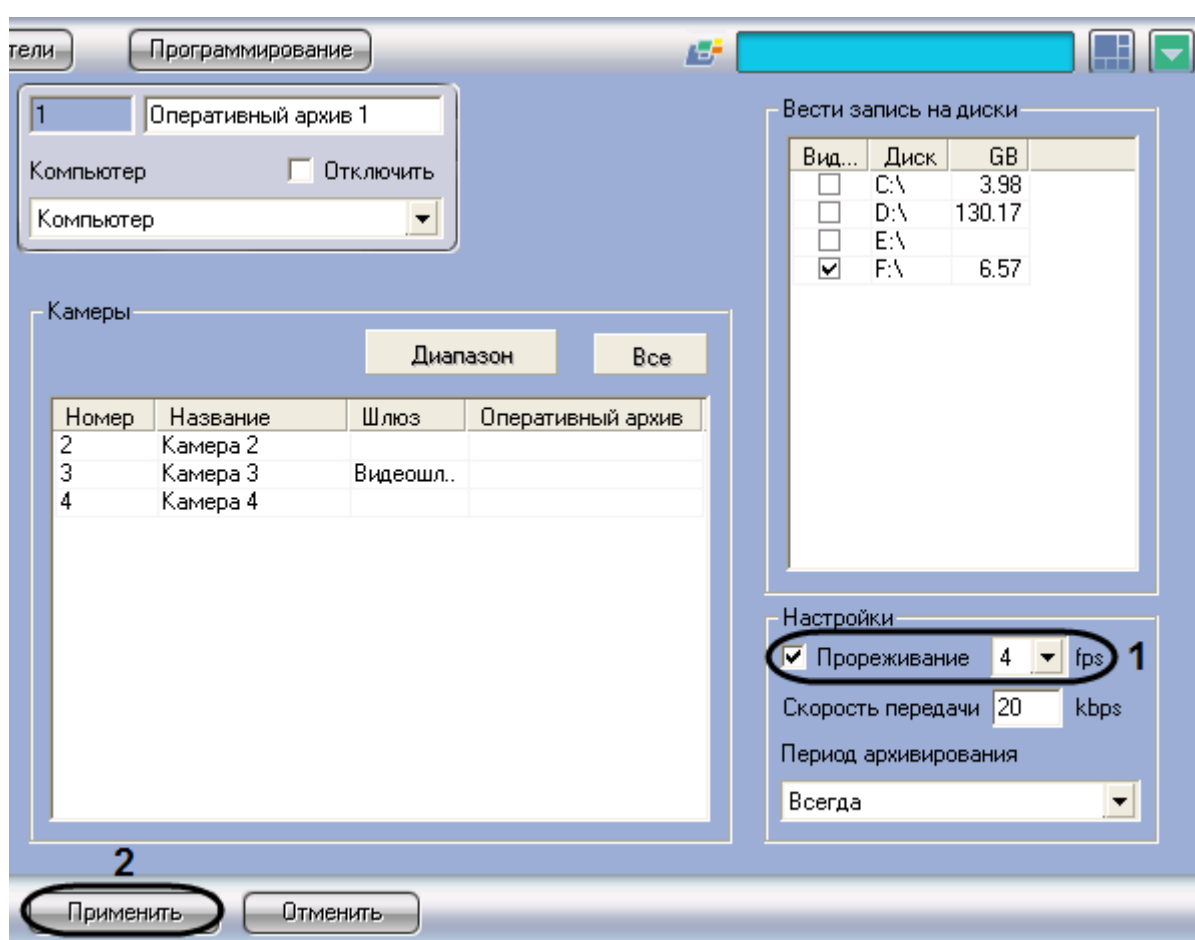 тели Программирование
1 Оперативный архив 1
Компьютер Отключить
Компьютер
Вести запись на диски
Вид... Диск GB
C:\ 3.98
D:\ 130.17
E:\
F:\ 6.57
Камеры
Диапазон Все
Номер Название Шлюз Оперативный архив
2 Камера 2
3 Камера 3 Видеошл..
4 Камера 4
Настройки
Прореживание 4 fps 1
Скорость передачи 20 kbps
Период архивирования
Всегда
2
Применить Отменить